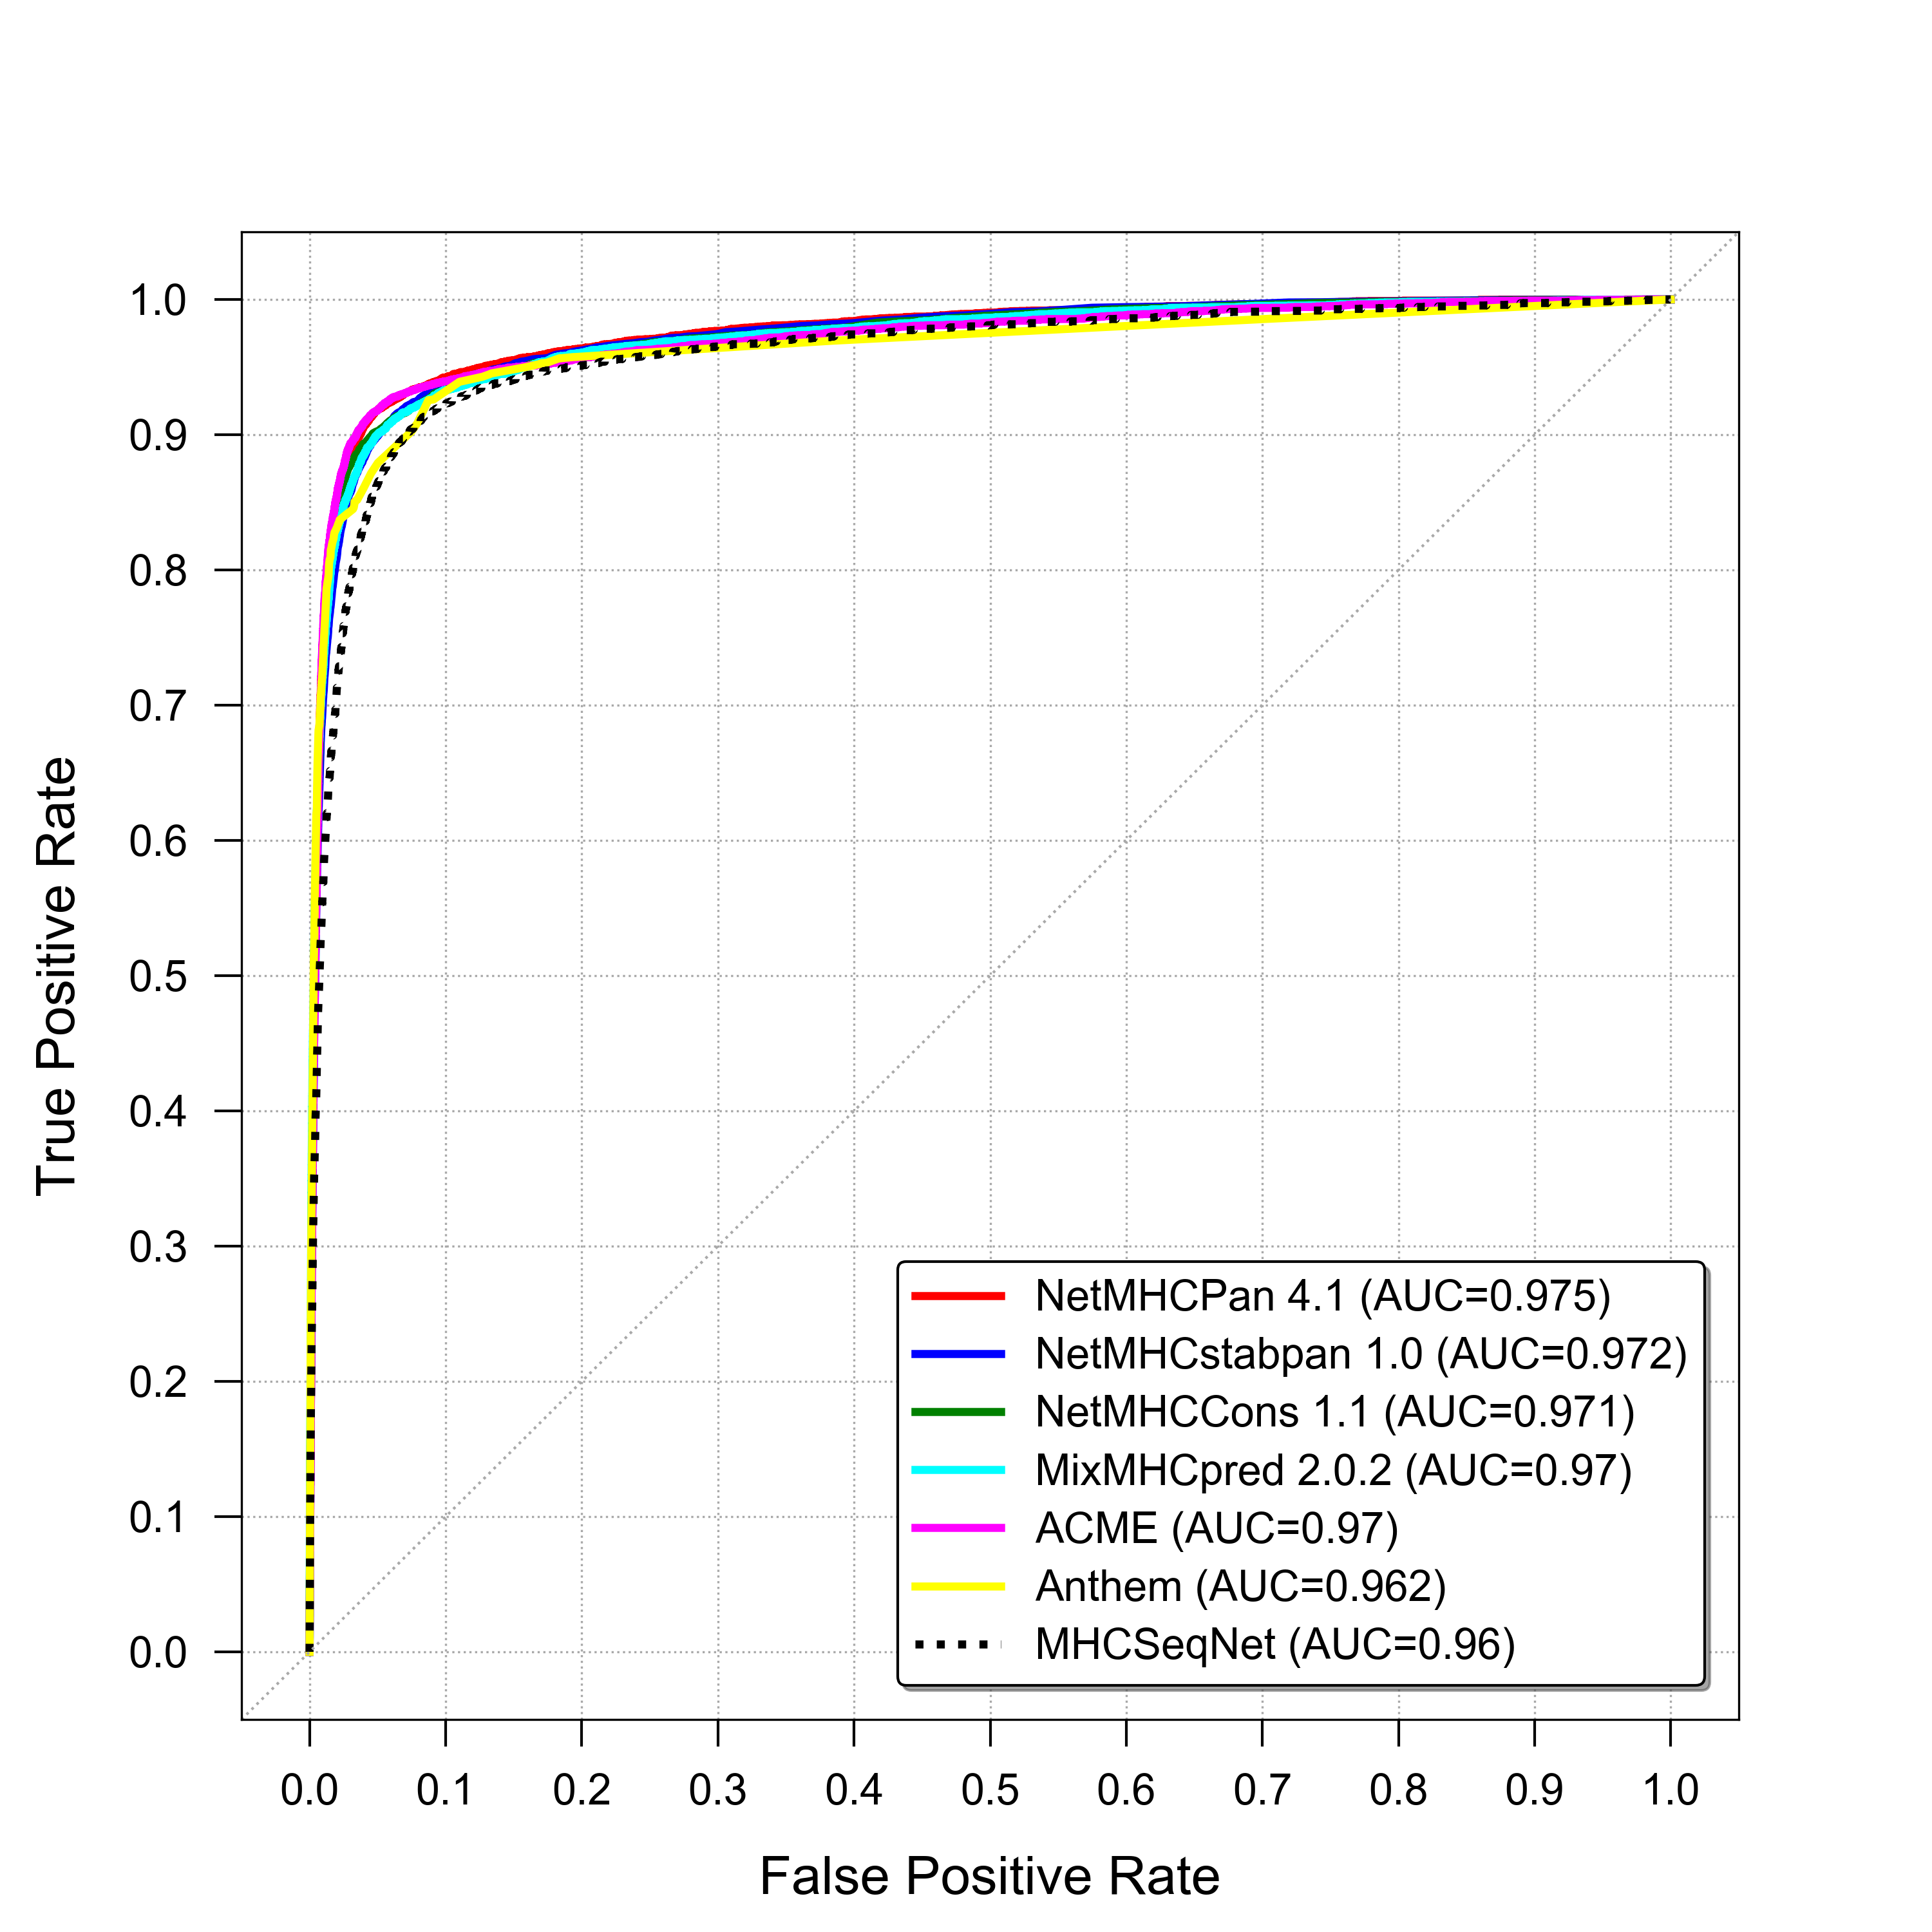 1.0
0.9
0.8
0.7
0.6
0.5
0.4
0.3
0.2
0.1
0.0
True Positive Rate
NetMHCPan 4.1 (AUC=0.975)
NetMHCstabpan 1.0 (AUC=0.972)
NetMHCCons 1.1 (AUC=0.971)
MixMHCpred 2.0.2 (AUC=0.97)
ACME (AUC=0.97)
Anthem (AUC=0.962)
MHCSeqNet (AUC=0.96)
0.0 0.1 0.2 0.3 0.4 0.5 0.6 0.7 0.8 0.9 1.0
False Positive Rate